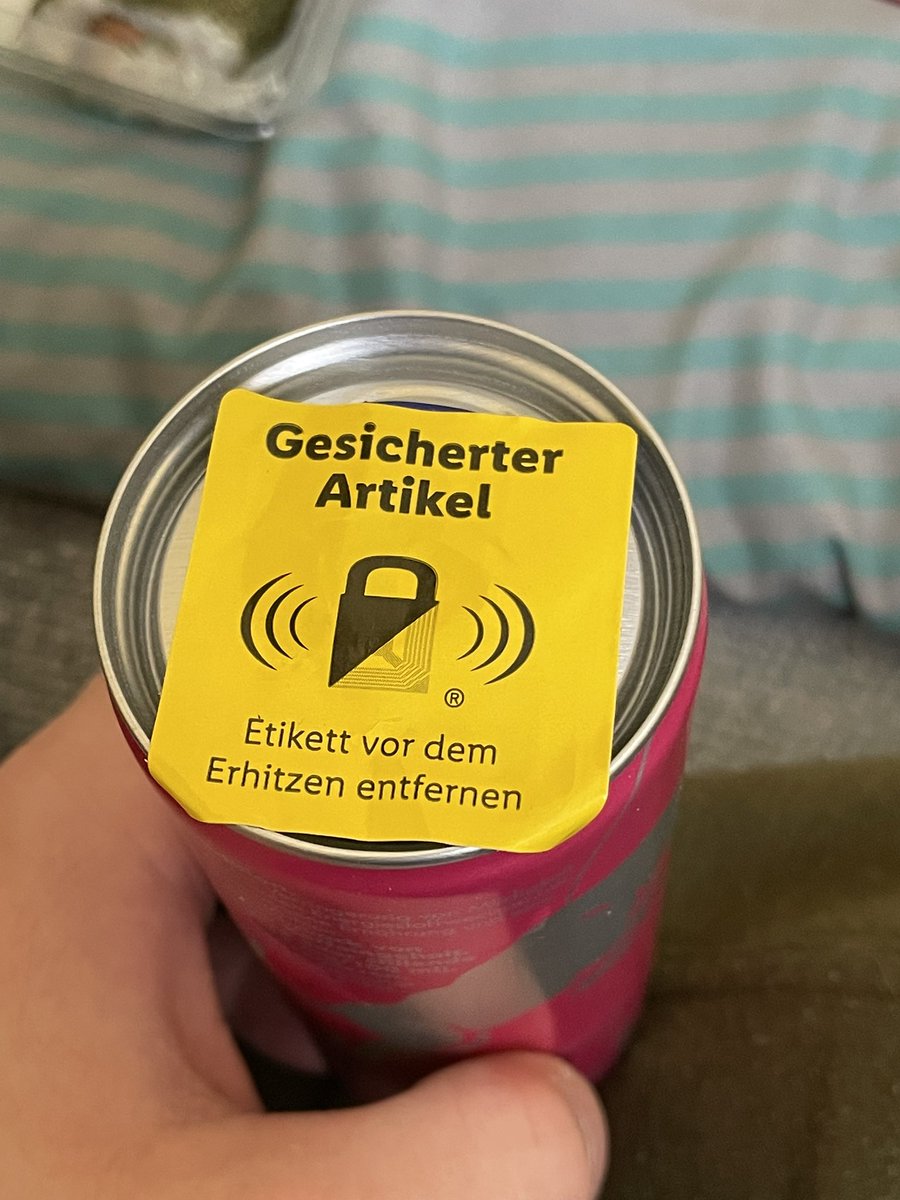 Gesicherter
Artikel
®
Etikett vor dem
Erhitzen entfernen